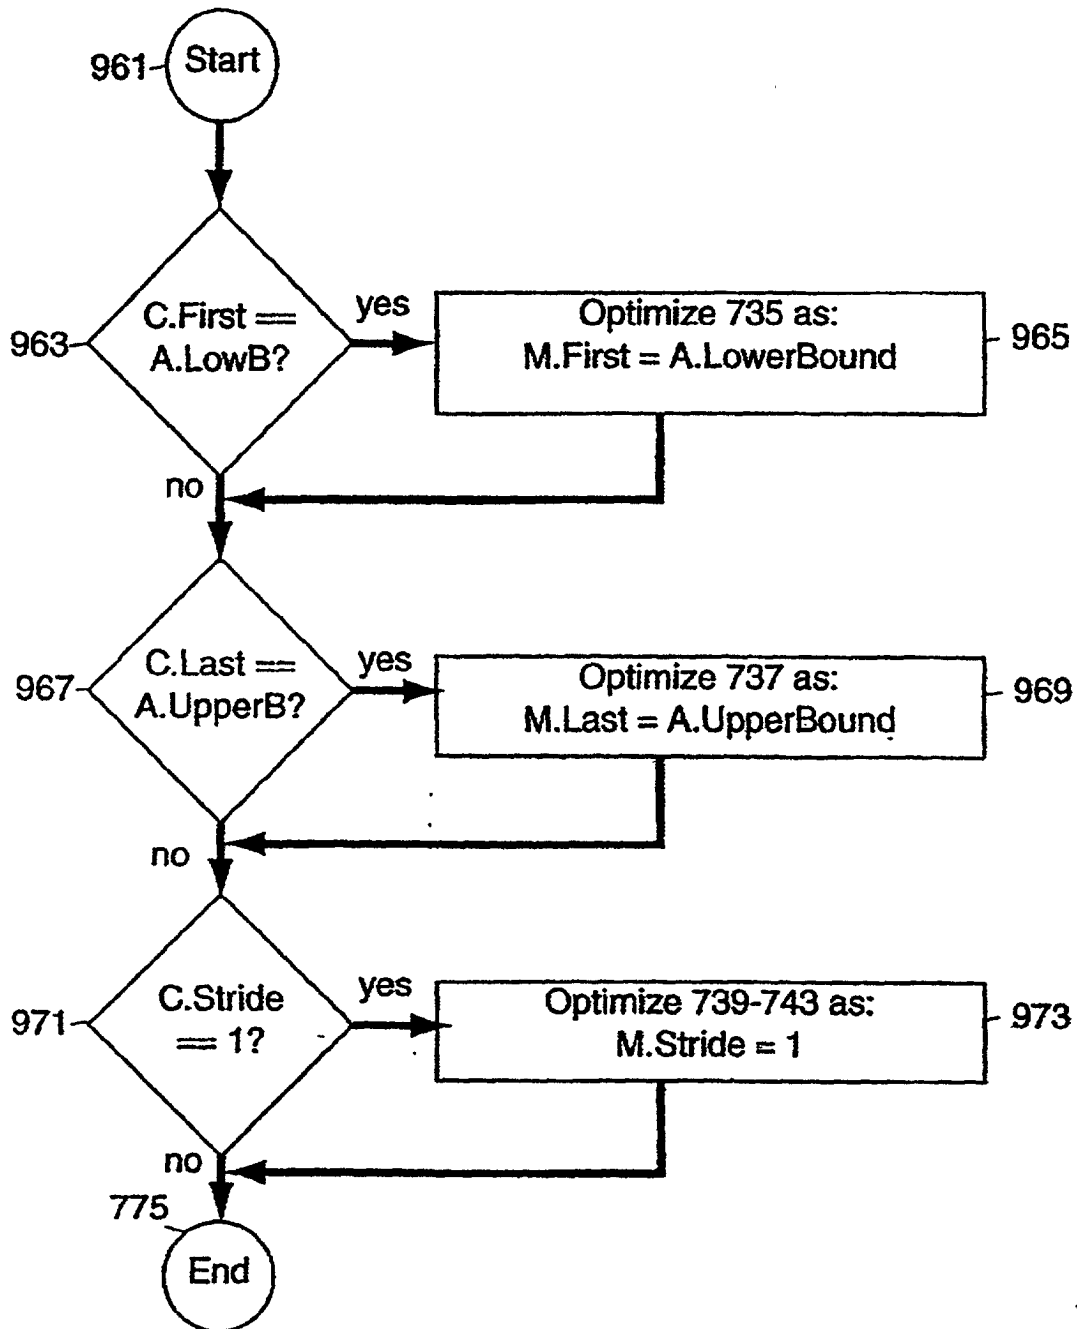 961
Start
963
C.First ==
A.LowB?
yes
Optimize 735 as:
M.First = A.LowerBound
965
no
967
C.Last ==
A.UpperB?
yes
Optimize 737 as:
M.Last = A.UpperBound
969
no
971
C.Stride
== 1?
yes
Optimize 739-743 as:
M.Stride = 1
973
no
775
End